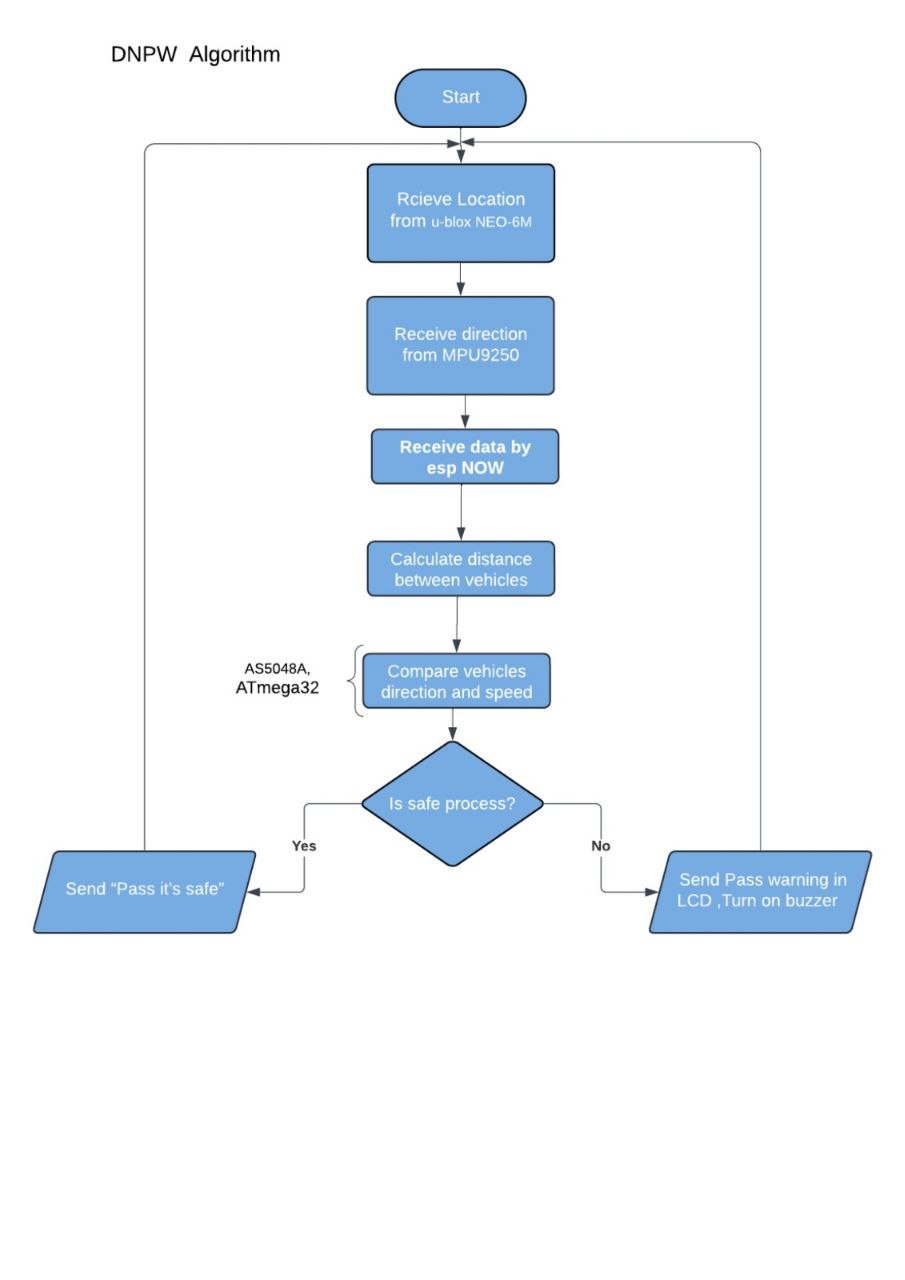 DNPW Algorithm
Start
Rcieve Location
from u-blox NEO-6M
Receive direction
from MPU9250
Receive data by
esp NOW
Calculate distance
between vehicles
AS5048A,
ATmega32
Compare vehicles
direction and speed
Is safe process?
Yes
No
Send “Pass it’s safe”
Send Pass warning in
LCD ,Turn on buzzer